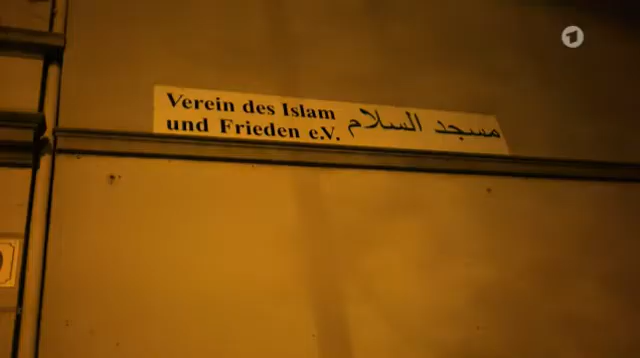 Verein des Islam
und Frieden e.V.
مسجد السلام